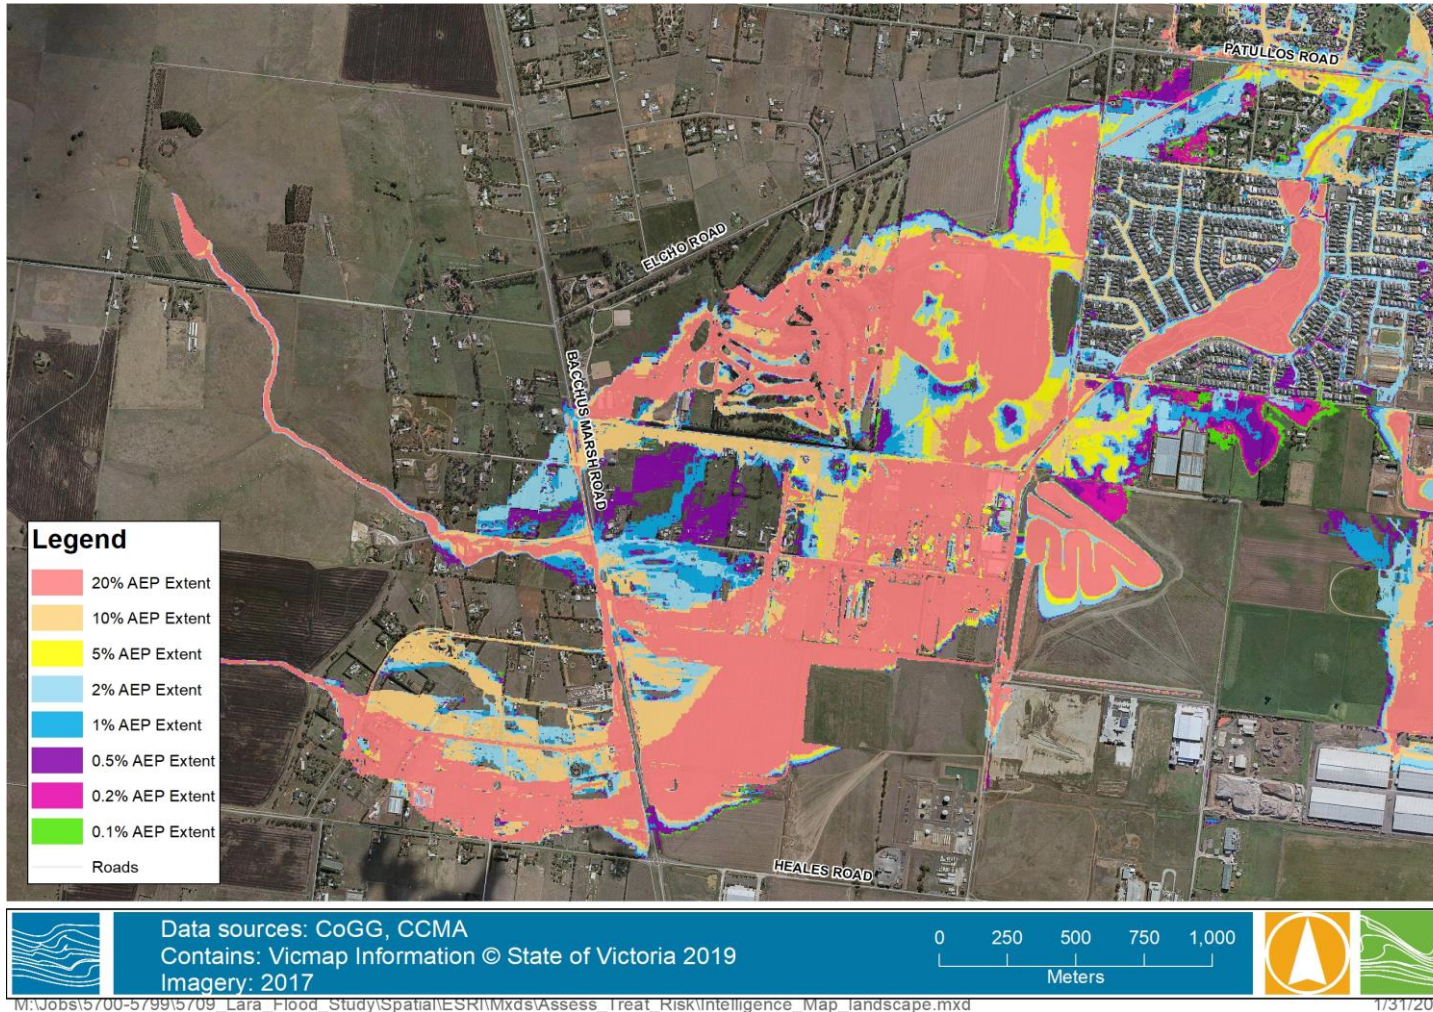 PATULLOS ROAD
ELCHO ROAD
BACCHUS MARSH ROAD
HEALES ROAD
Legend
20% AEP Extent
10% AEP Extent
5% AEP Extent
2% AEP Extent
1% AEP Extent
0.5% AEP Extent
0.2% AEP Extent
0.1% AEP Extent
Roads
Data sources: CoGG, CCMA
Contains: Vicmap Information © State of Victoria 2019
Imagery: 2017
0 250 500 750 1,000
Meters
M:\Jobs\5700-5799\5709_Lara_Flood_Study\Spatial\ESRI\Mxds\Assess_Treat_Risk\Intelligence_Map_landscape.mxd
1/31/20